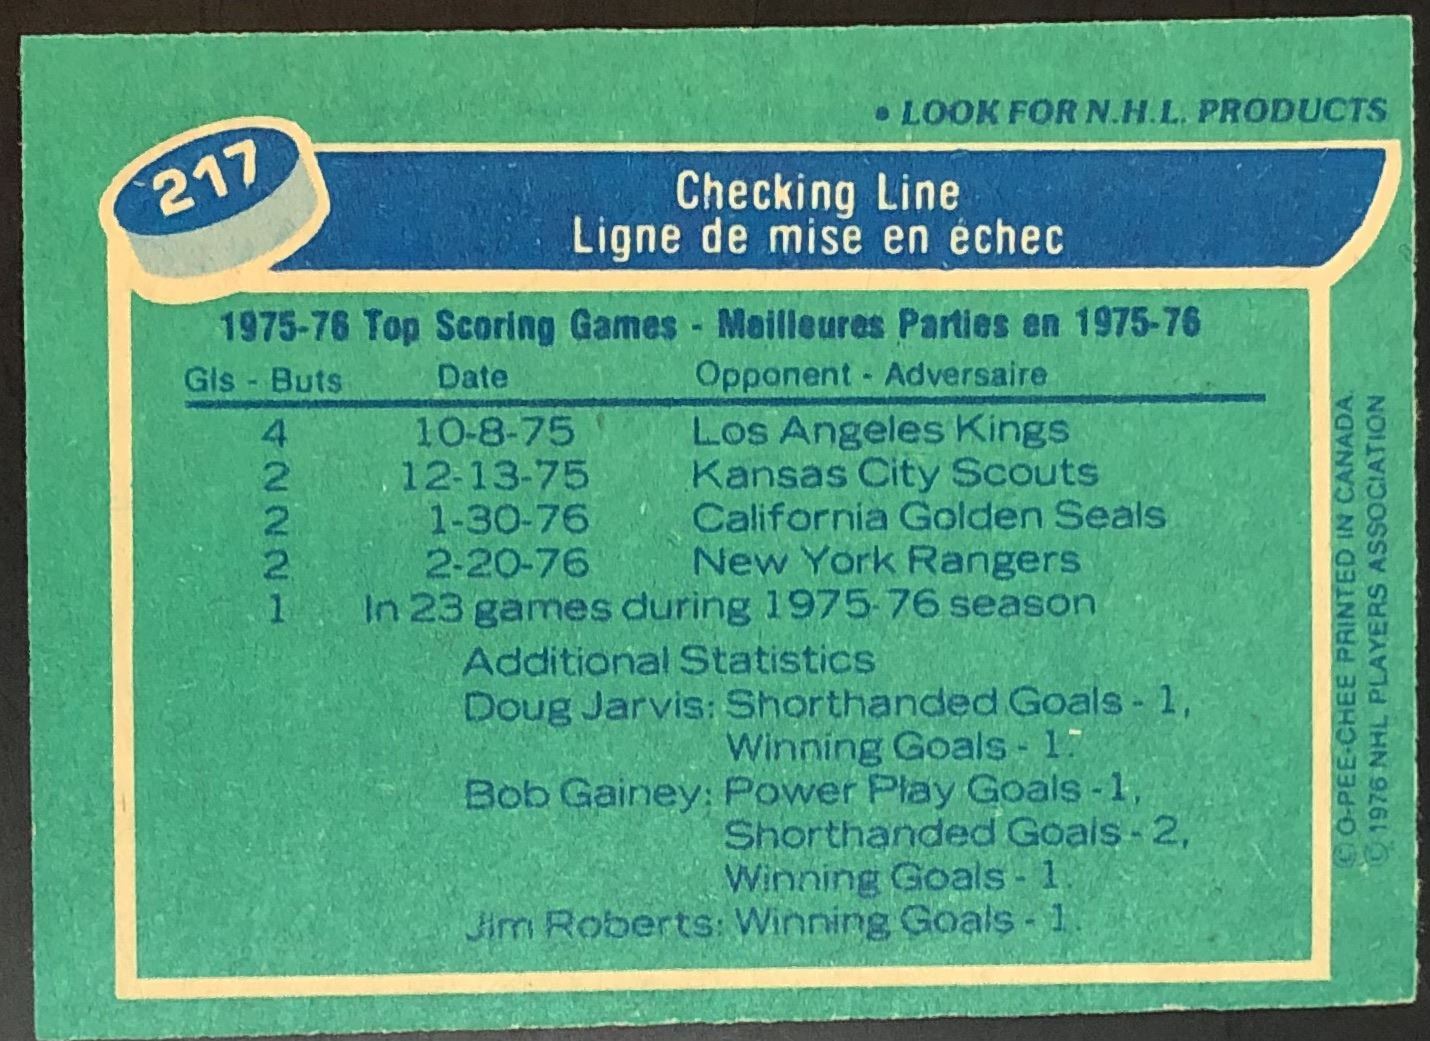 • LOOK FOR N.H.L. PRODUCTS
217
Checking Line
Ligne de mise en échec
1975-76 Top Scoring Games - Meilleures Parties en 1975-76
Gls - Buts Date Opponent - Adversaire
4 10-8-75 Los Angeles Kings
2 12-13-75 Kansas City Scouts
2 1-30-76 California Golden Seals
2 2-20-76 New York Rangers
1 In 23 games during 1975-76 season
Additional Statistics
Doug Jarvis: Shorthanded Goals - 1,
Winning Goals - 1.
Bob Gainey: Power Play Goals -1,
Shorthanded Goals - 2,
Winning Goals - 1.
Jim Roberts: Winning Goals - 1.
© O-PEE-CHEE PRINTED IN CANADA.
© 1976 NHL PLAYERS ASSOCIATION